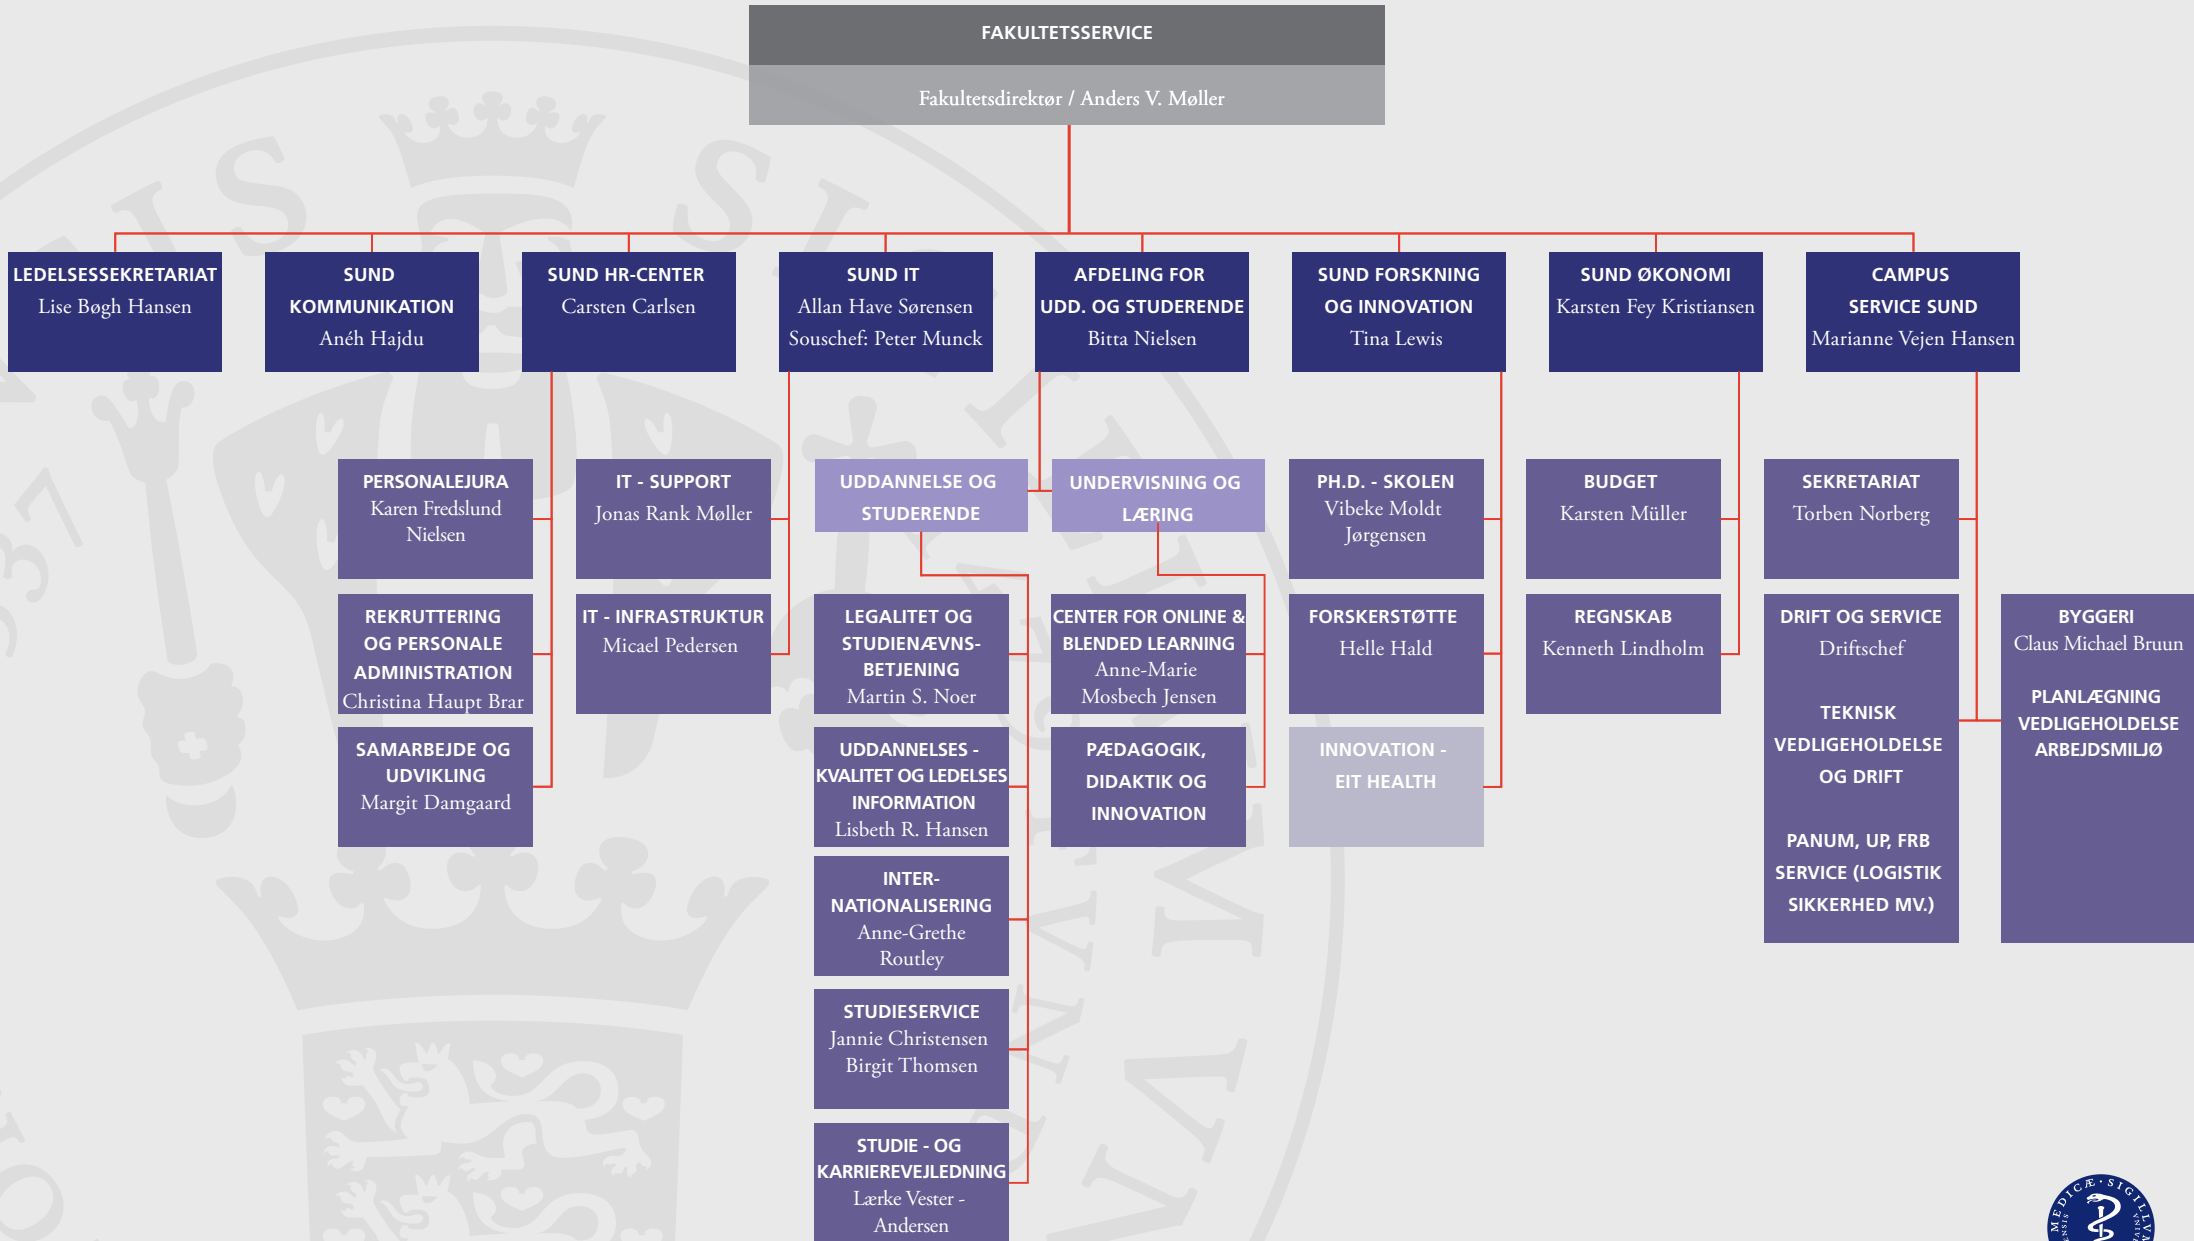 FAKULTETSSERVICE
Fakultetsdirektør / Anders V. Møller
LEDELSESSEKRETARIAT
Lise Bøgh Hansen
SUND
KOMMUNIKATION
Anéh Hajdu
SUND HR-CENTER
Carsten Carlsen
SUND IT
Allan Have Sørensen
Souschef: Peter Munck
AFDELING FOR
UDD. OG STUDERENDE
Bitta Nielsen
SUND FORSKNING
OG INNOVATION
Tina Lewis
SUND ØKONOMI
Karsten Fey Kristiansen
CAMPUS
SERVICE SUND
Marianne Vejen Hansen
PERSONALEJURA
Karen Fredslund
Nielsen
REKRUTTERING
OG PERSONALE
ADMINISTRATION
Christina Haupt Brar
SAMARBEJDE OG
UDVIKLING
Margit Damgaard
IT - SUPPORT
Jonas Rank Møller
IT - INFRASTRUKTUR
Micael Pedersen
UDDANNELSE OG
STUDERENDE
LEGALITET OG
STUDIENÆVNS-
BETJENING
Martin S. Noer
UDDANNELSES -
KVALITET OG LEDELSES
INFORMATION
Lisbeth R. Hansen
INTER-
NATIONALISERING
Anne-Grethe
Routley
STUDIESERVICE
Jannie Christensen
Birgit Thomsen
STUDIE - OG
KARRIEREVEJLEDNING
Lærke Vester -
Andersen
UNDERVISNING OG
LÆRING
CENTER FOR ONLINE &
BLENDED LEARNING
Anne-Marie
Mosbech Jensen
PÆDAGOGIK,
DIDAKTIK OG
INNOVATION
PH.D. - SKOLEN
Vibeke Moldt
Jørgensen
FORSKERSTØTTE
Helle Hald
INNOVATION -
EIT HEALTH
BUDGET
Karsten Müller
REGNSKAB
Kenneth Lindholm
SEKRETARIAT
Torben Norberg
DRIFT OG SERVICE
Driftschef
TEKNISK
VEDLIGEHOLDELSE
OG DRIFT
PANUM, UP, FRB
SERVICE (LOGISTIK
SIKKERHED MV.)
BYGGERI
Claus Michael Bruun
PLANLÆGNING
VEDLIGEHOLDELSE
ARBEJDSMILJØ
MEDICÆ · SIGILLVM